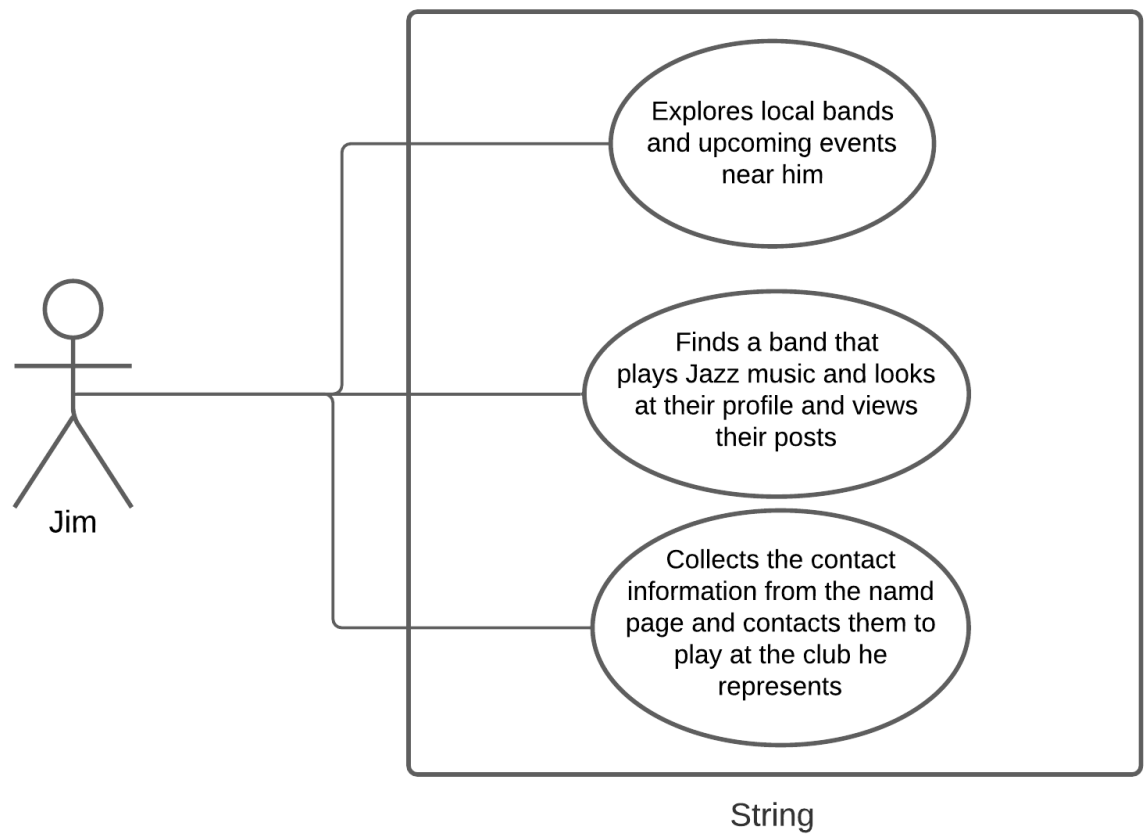 Explores local bands
and upcoming events
near him
Finds a band that
plays Jazz music and looks
at their profile and views
their posts
Jim
Collects the contact
information from the namd
page and contacts them to
play at the club he
represents
String